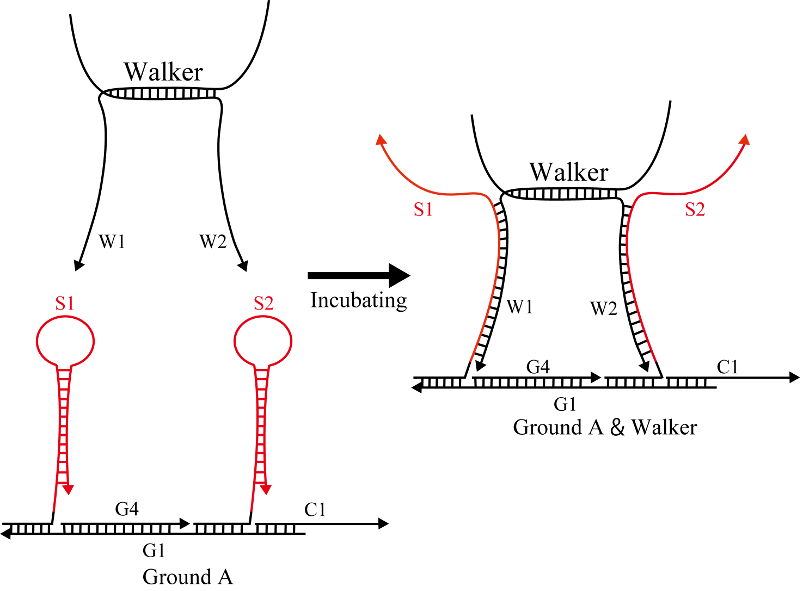 Walker
W1
W2
S1
S2
G4
C1
G1
Ground A
Incubating
Walker
S1
S2
W1
W2
G4
C1
G1
Ground A & Walker